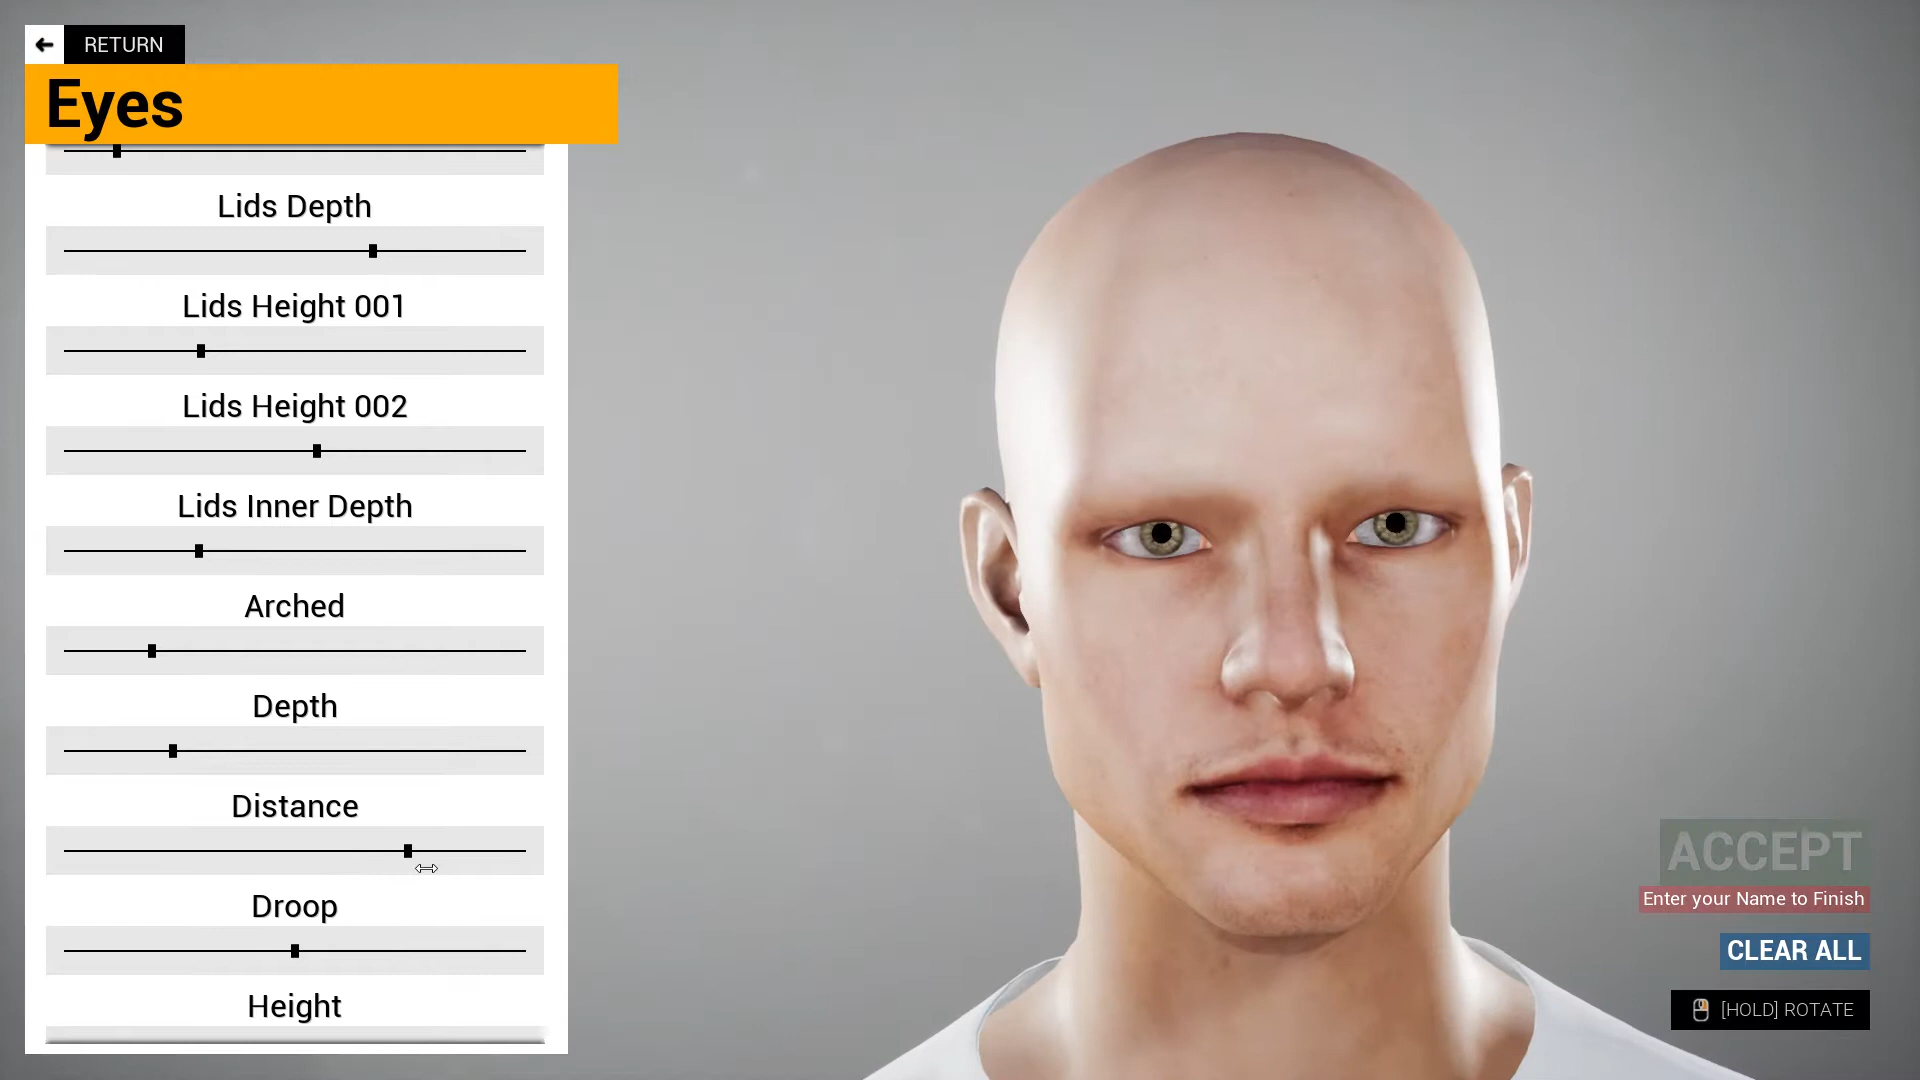 RETURN
Eyes
Lids Depth
Lids Height 001
Lids Height 002
Lids Inner Depth
Arched
Depth
Distance
Droop
Height
ACCEPT
Enter your Name to Finish
CLEAR ALL
[HOLD] ROTATE